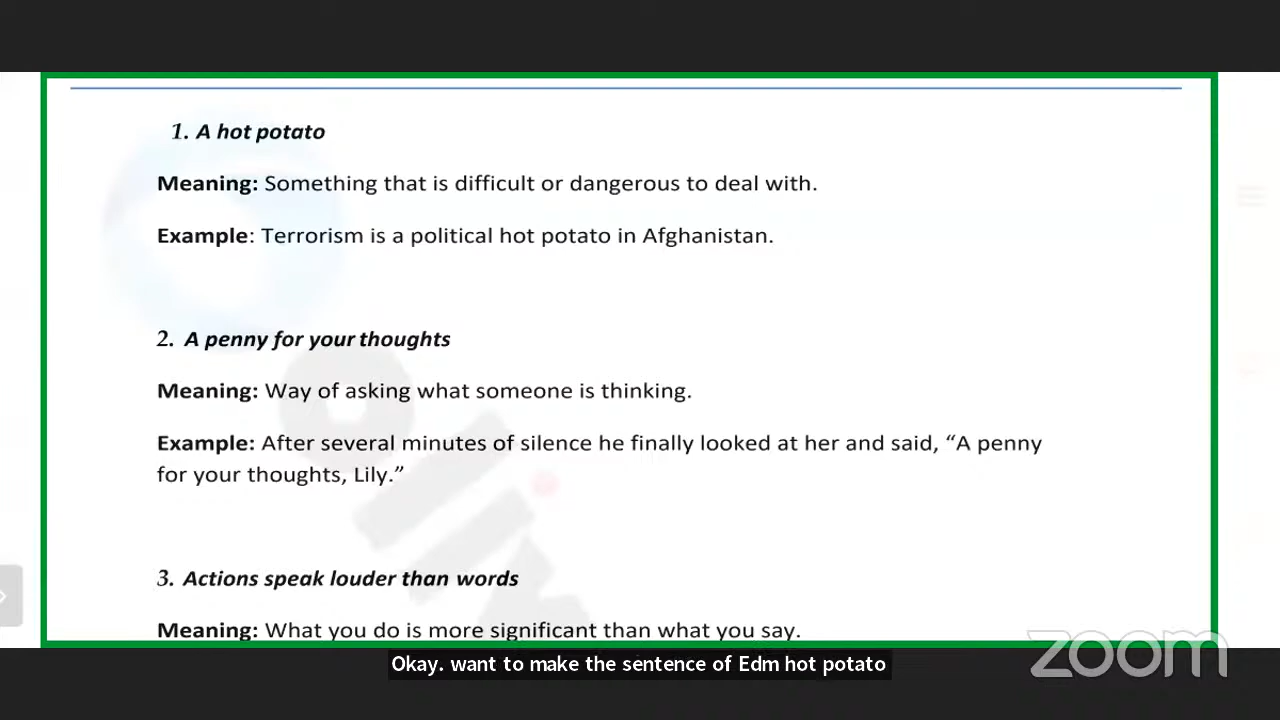 1. A hot potato
Meaning: Something that is difficult or dangerous to deal with.
Example: Terrorism is a political hot potato in Afghanistan.
2. A penny for your thoughts
Meaning: Way of asking what someone is thinking.
Example: After several minutes of silence he finally looked at her and said, “A penny
for your thoughts, Lily.”
3. Actions speak louder than words
Meaning: What you do is more significant than what you say.
Okay. want to make the sentence of Edm hot potato
zoom